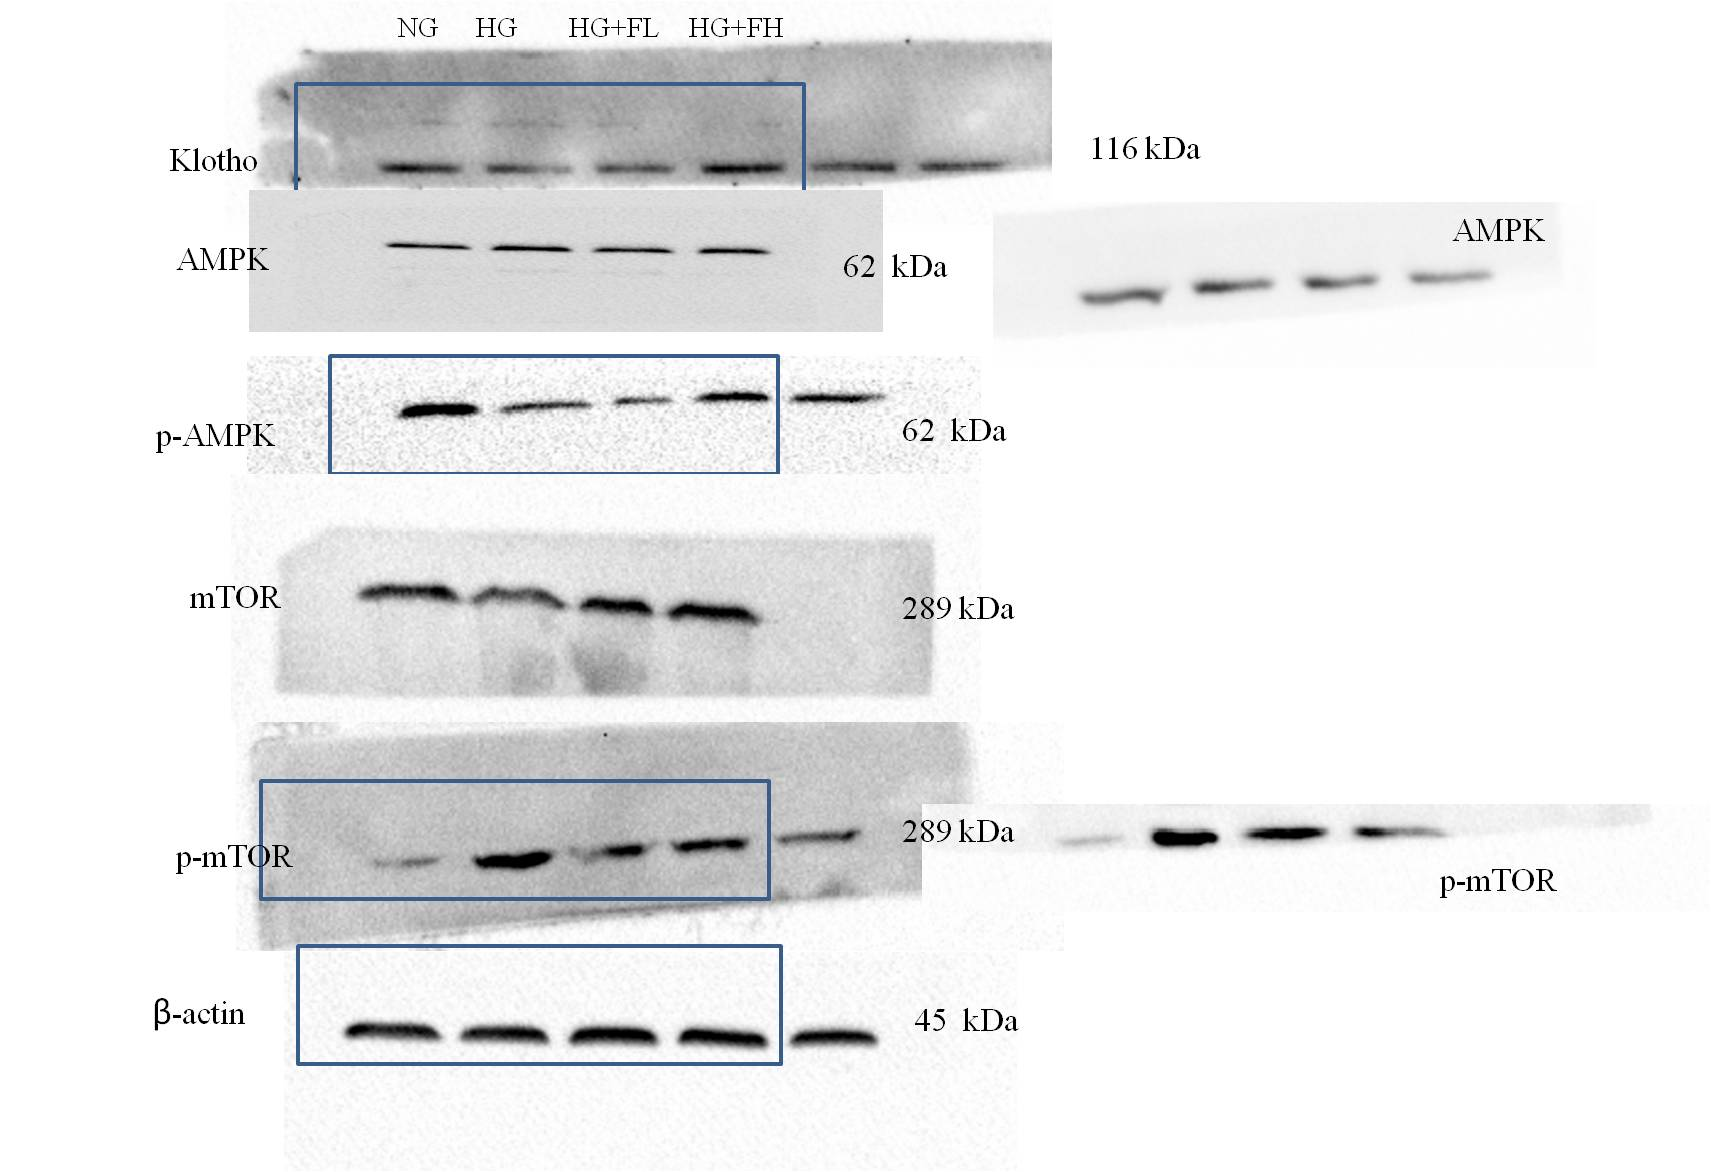 NG HG HG+FL HG+FH
Klotho 116 kDa
AMPK 62 kDa AMPK
p-AMPK 62 kDa
mTOR 289 kDa
p-mTOR 289 kDa p-mTOR
β-actin 45 kDa